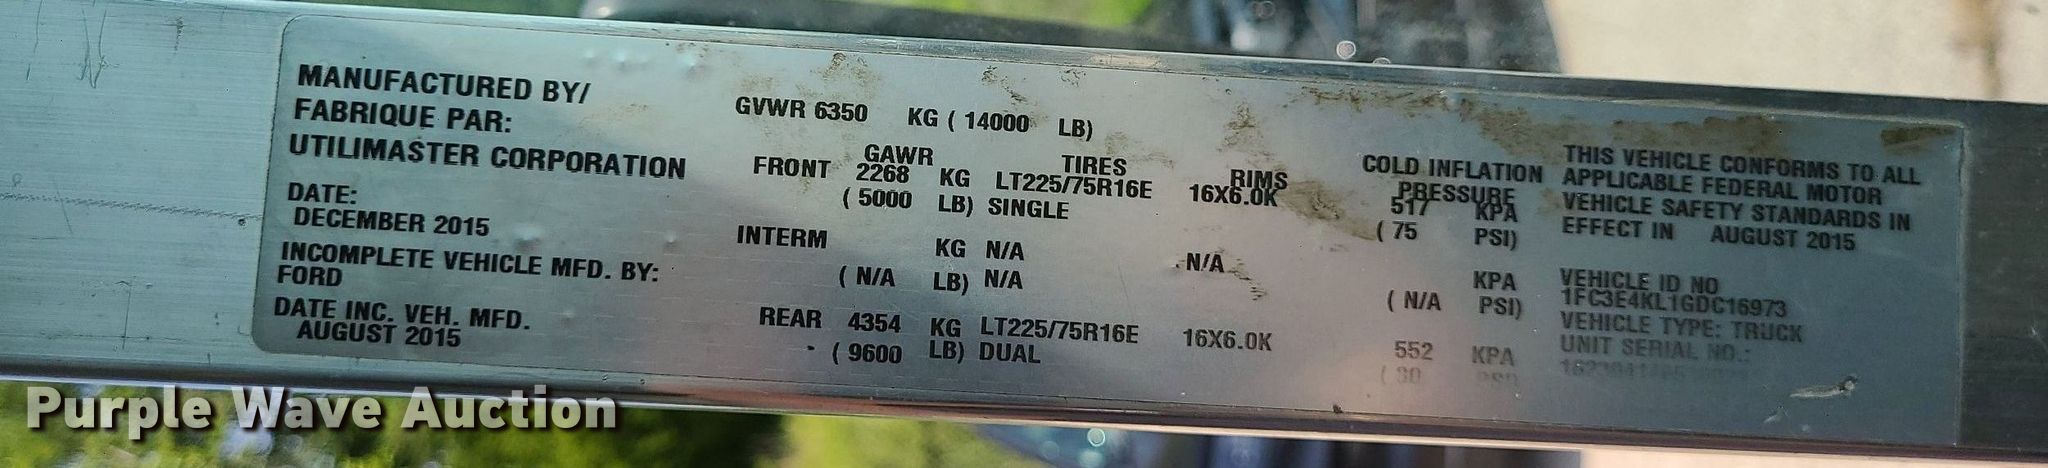 MANUFACTURED BY/
FABRIQUE PAR:
UTILIMASTER CORPORATION
DATE:
DECEMBER 2015
INCOMPLETE VEHICLE MFD. BY:
FORD
DATE INC. VEH. MFD.
AUGUST 2015
GVWR 6350 KG ( 14000 LB)
GAWR TIRES RIMS COLD INFLATION PRESSURE
FRONT 2268 KG LT225/75R16E 16X6.0K 517 KPA
( 5000 LB) SINGLE ( 75 PSI)
INTERM KG N/A . N/A KPA
( N/A LB) N/A ( N/A PSI)
REAR 4354 KG LT225/75R16E 16X6.0K 552 KPA
( 9600 LB) DUAL ( 80 PSI)
THIS VEHICLE CONFORMS TO ALL
APPLICABLE FEDERAL MOTOR
VEHICLE SAFETY STANDARDS IN
EFFECT IN AUGUST 2015
VEHICLE ID NO
1FC3E4KL1GDC16973
VEHICLE TYPE: TRUCK
UNIT SERIAL NO.:
Purple Wave Auction